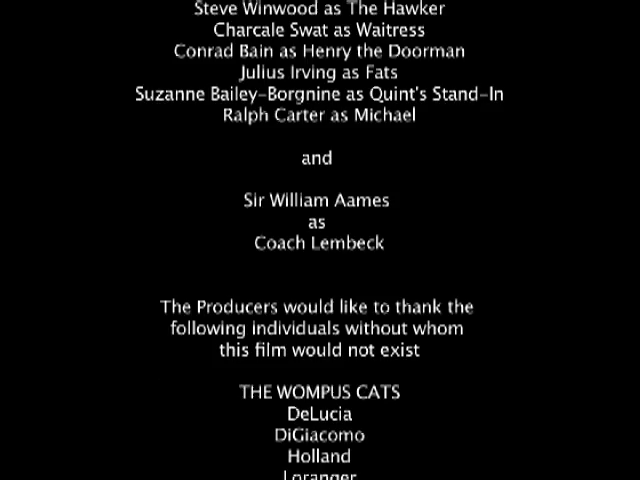 Steve Winwood as The Hawker
Charcale Swat as Waitress
Conrad Bain as Henry the Doorman
Julius Irving as Fats
Suzanne Bailey-Borgnine as Quint's Stand-In
Ralph Carter as Michael
and
Sir William Aames
as
Coach Lembeck
The Producers would like to thank the
following individuals without whom
this film would not exist
THE WOMPUS CATS
DeLucia
DiGiacomo
Holland
Loranger